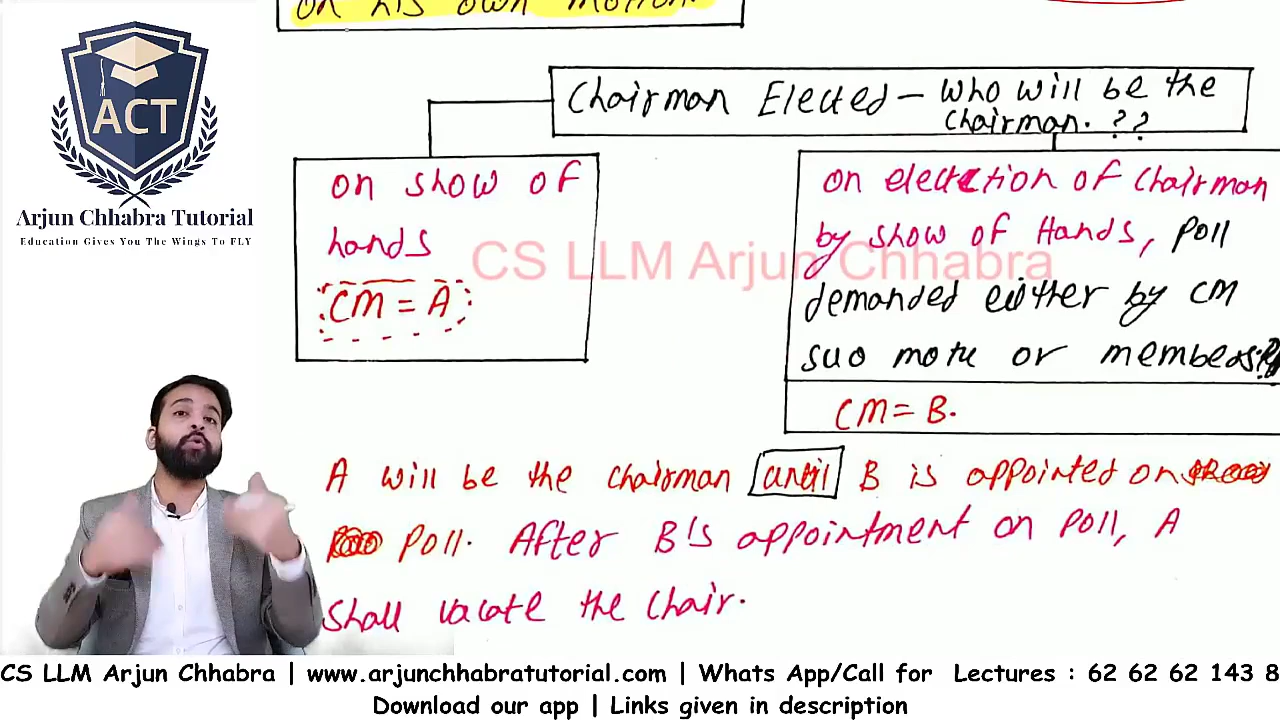 on his own motion.
Chairman Elected – who will be the
chairman. ??
ACT
Arjun Chhabra Tutorial
Education Gives You The Wings To FLY
on show of
hands
CM = A
on election of Chairman
by show of Hands, Poll
demanded either by CM
suo motu or members.
CM = B.
CS LLM Arjun Chhabra
A will be the chairman until B is appointed on
poll. After B's appointment on Poll, A
shall vacate the chair.
CS LLM Arjun Chhabra | www.arjunchhabratutorial.com | Whats App/Call for Lectures : 62 62 62 143 8
Download our app | Links given in description